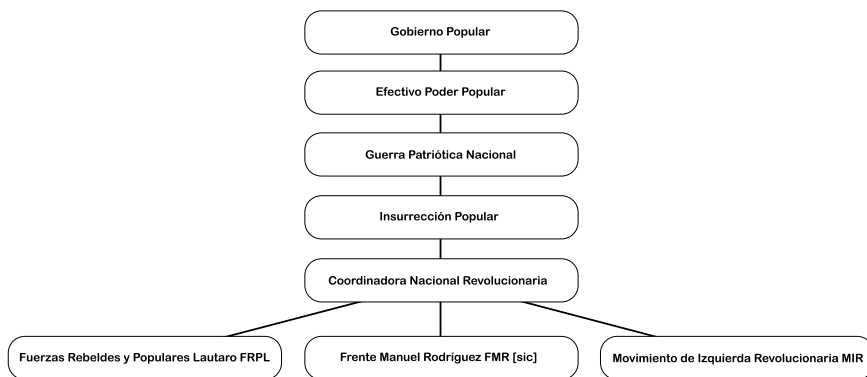 Gobierno Popular
Efectivo Poder Popular
Guerra Patriótica Nacional
Insurrección Popular
Coordinadora Nacional Revolucionaria
Fuerzas Rebeldes y Populares Lautaro FRPL
Frente Manuel Rodríguez FMR [sic]
Movimiento de Izquierda Revolucionaria MIR